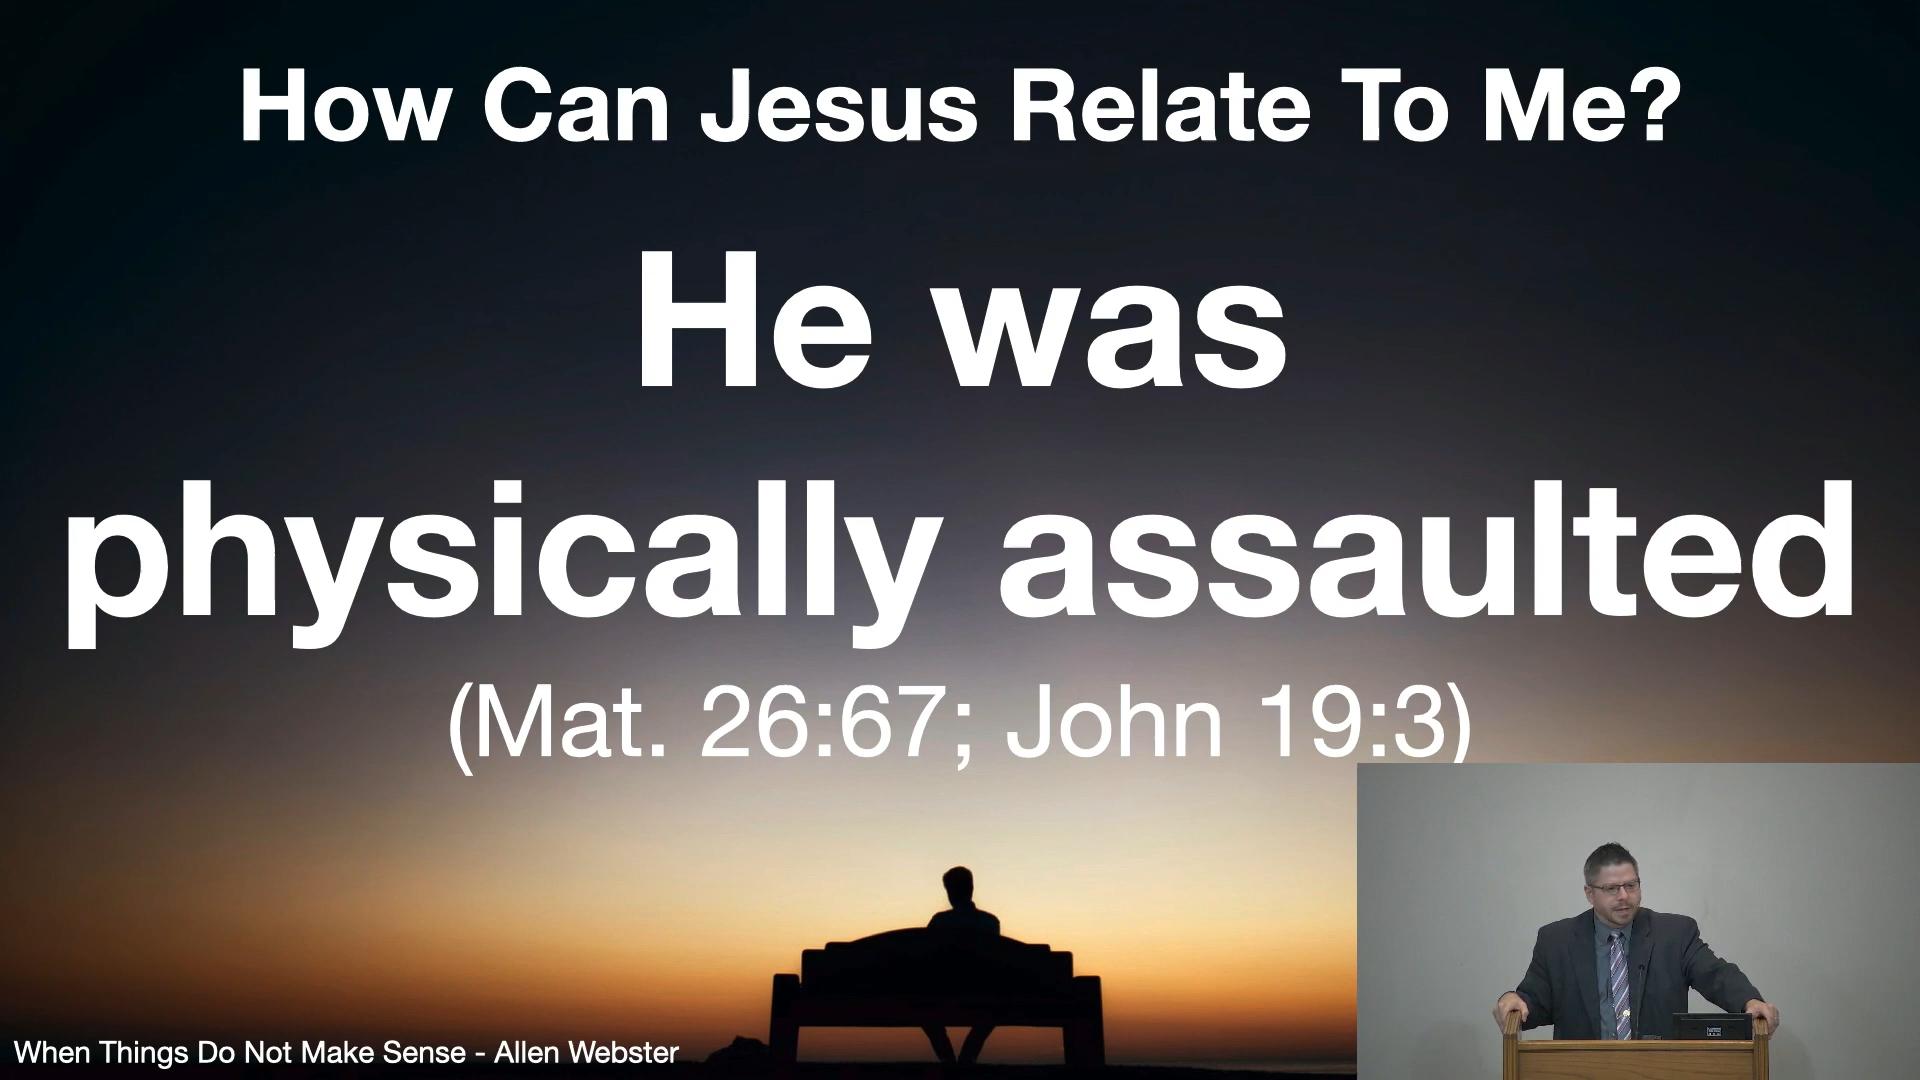 How Can Jesus Relate To Me?
He was
physically assaulted
(Mat. 26:67; John 19:3)
When Things Do Not Make Sense - Allen Webster